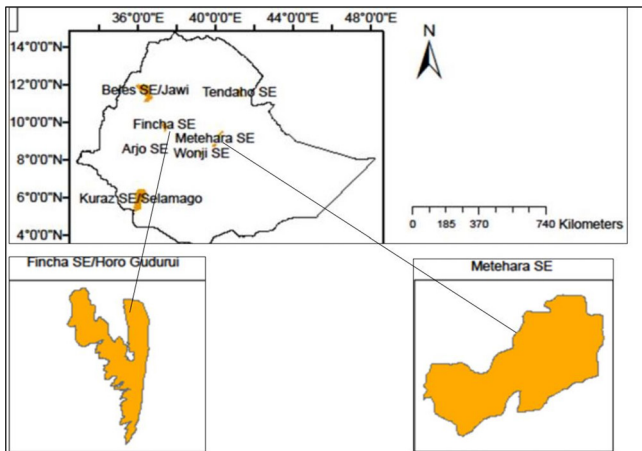 36°0'0"E 40°0'0"E 44°0'0"E 48°0'0"E
14°0'0"N
12°0'0"N
10°0'0"N
8°0'0"N
6°0'0"N
4°0'0"N
Beles SE/Jawi
Tendaho SE
Fincha SE
Metehara SE
Arjo SE
Wonji SE
Kuraz SE/Selamago
N
0 185 370 740 Kilometers
Fincha SE/Horo Gudurui
Metehara SE